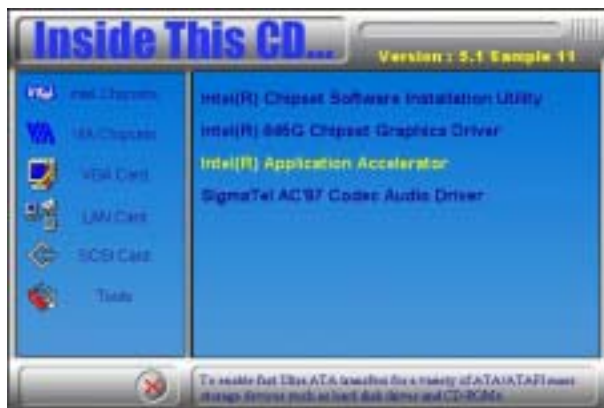 Inside This CD...
Version : 5.1 Sample 11
intel
Intel Chipsets
VIA
VIA Chipsets
VGA Card
LAN Card
SCSI Card
Tools
Intel(R) Chipset Software Installation Utility
Intel(R) 845G Chipset Graphics Driver
Intel(R) Application Accelerator
SigmaTel AC'97 Codec Audio Driver
To enable fast Ultra ATA transfers for a variety of ATA/ATAPI mass
storage devices such as hard disk drives and CD-ROMs.